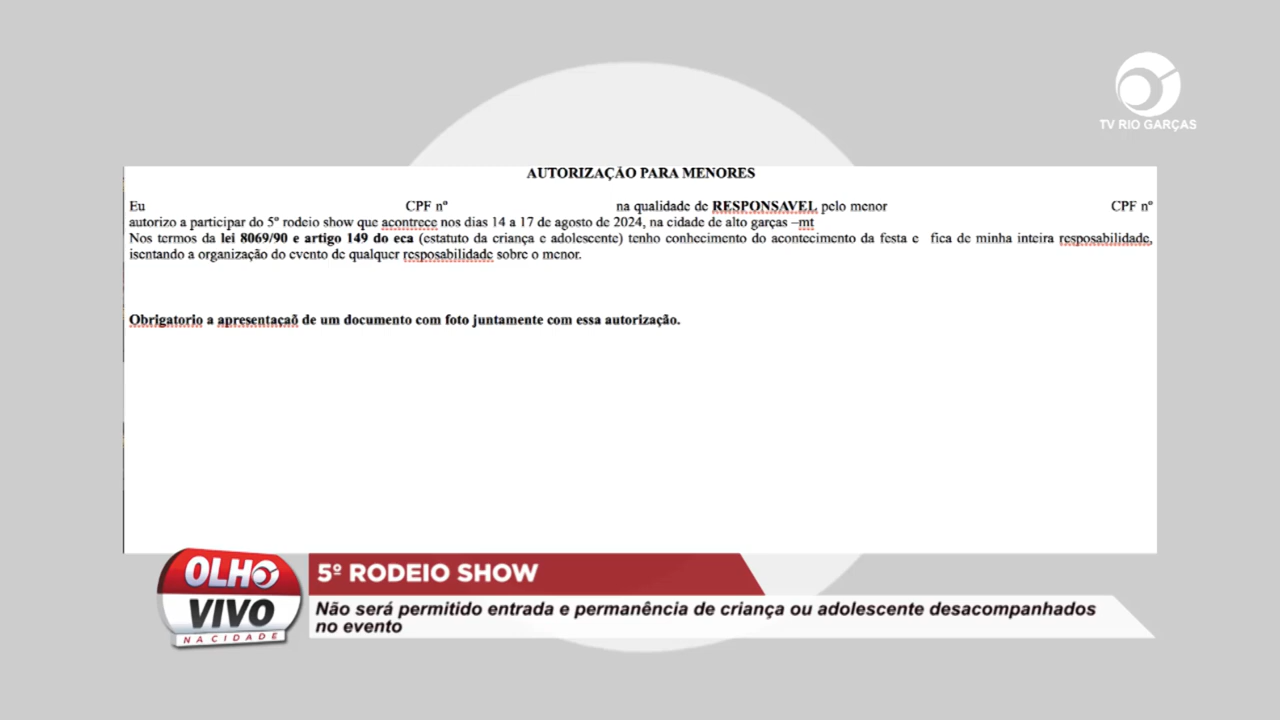 TV RIO GARÇAS
AUTORIZAÇÃO PARA MENORES
Eu CPF nº na qualidade de RESPONSAVEL pelo menor CPF nº
autorizo a participar do 5º rodeio show que acontece nos dias 14 a 17 de agosto de 2024, na cidade de alto garças –mt
Nos termos da lei 8069/90 e artigo 149 do eca (estatuto da criança e adolescente) tenho conhecimento do acontecimento da festa e fica de minha inteira resposabilidade,
isentando a organização do evento de qualquer resposabilidade sobre o menor.
Obrigatorio a apresentaçaõ de um documento com foto juntamente com essa autorização.
OLHO
VIVO
NA CIDADE
5º RODEIO SHOW
Não será permitido entrada e permanência de criança ou adolescente desacompanhados
no evento